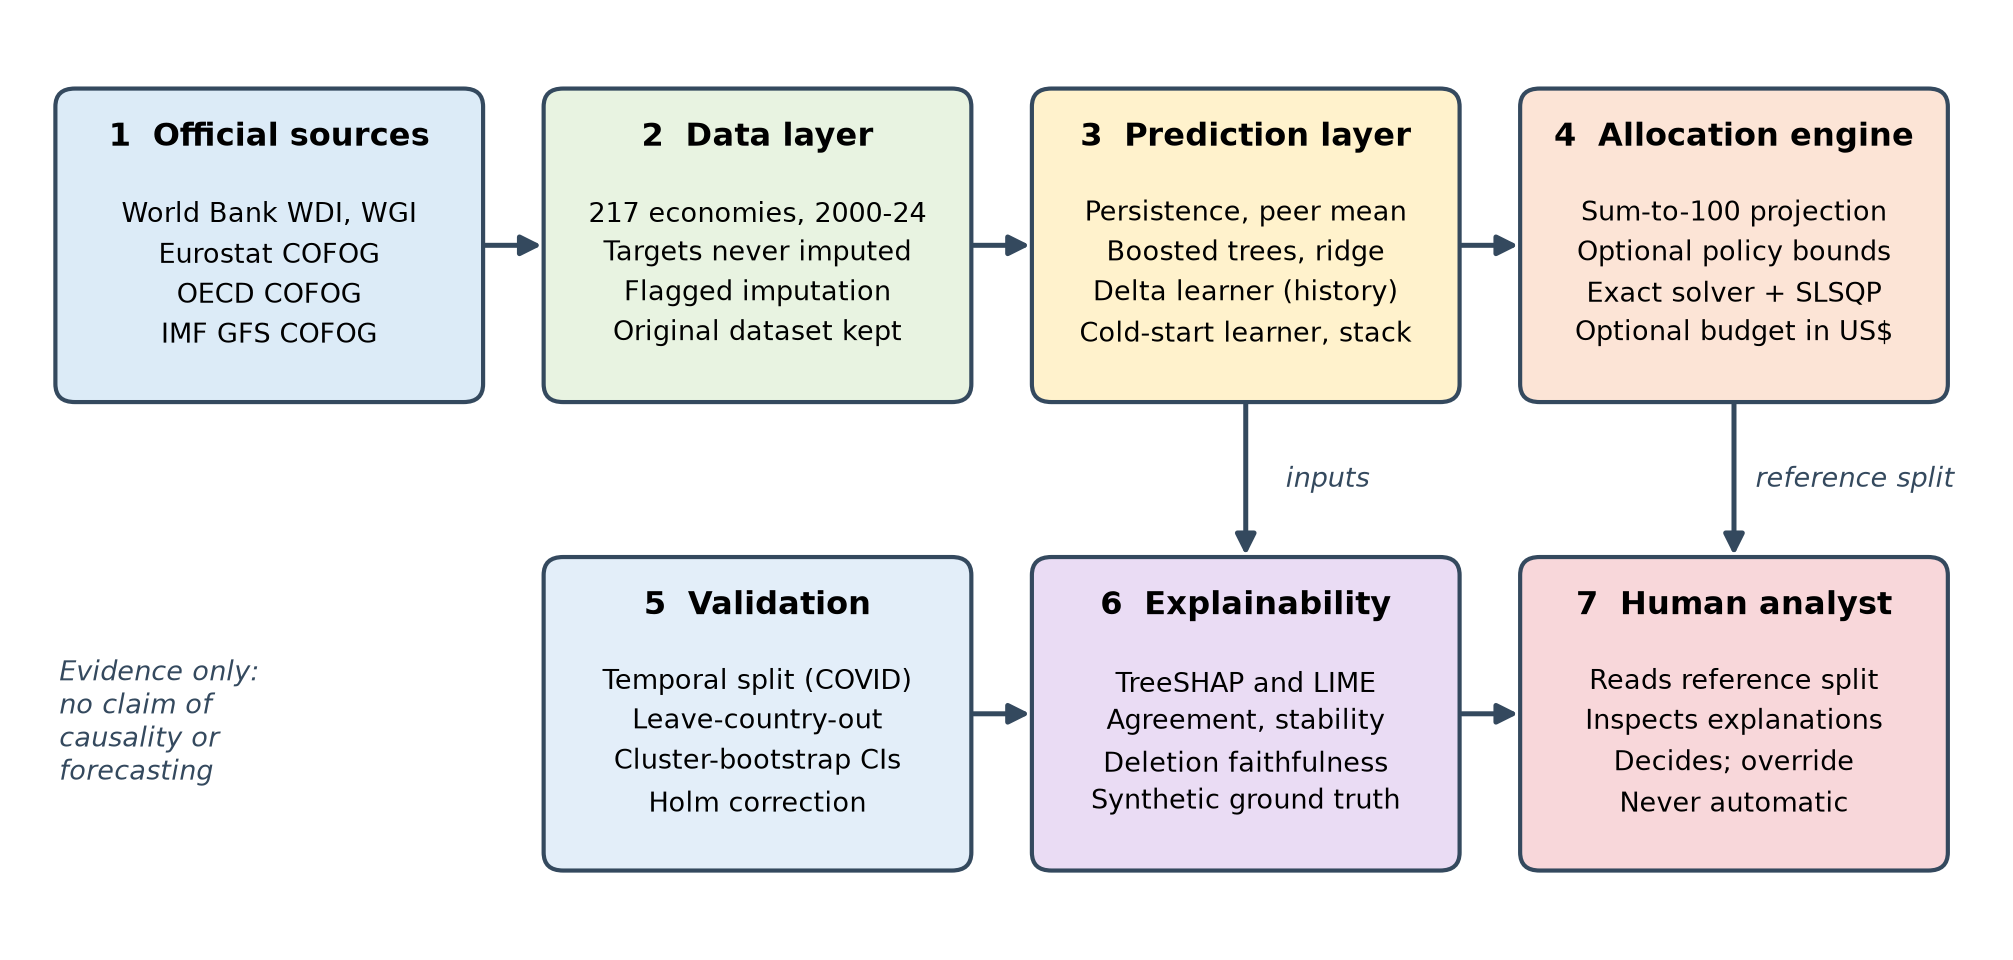 1  Official sources
World Bank WDI, WGI
Eurostat COFOG
OECD COFOG
IMF GFS COFOG
2  Data layer
217 economies, 2000-24
Targets never imputed
Flagged imputation
Original dataset kept
3  Prediction layer
Persistence, peer mean
Boosted trees, ridge
Delta learner (history)
Cold-start learner, stack
4  Allocation engine
Sum-to-100 projection
Optional policy bounds
Exact solver + SLSQP
Optional budget in US$
inputs
reference split
Evidence only:
no claim of
causality or
forecasting
5  Validation
Temporal split (COVID)
Leave-country-out
Cluster-bootstrap CIs
Holm correction
6  Explainability
TreeSHAP and LIME
Agreement, stability
Deletion faithfulness
Synthetic ground truth
7  Human analyst
Reads reference split
Inspects explanations
Decides; override
Never automatic